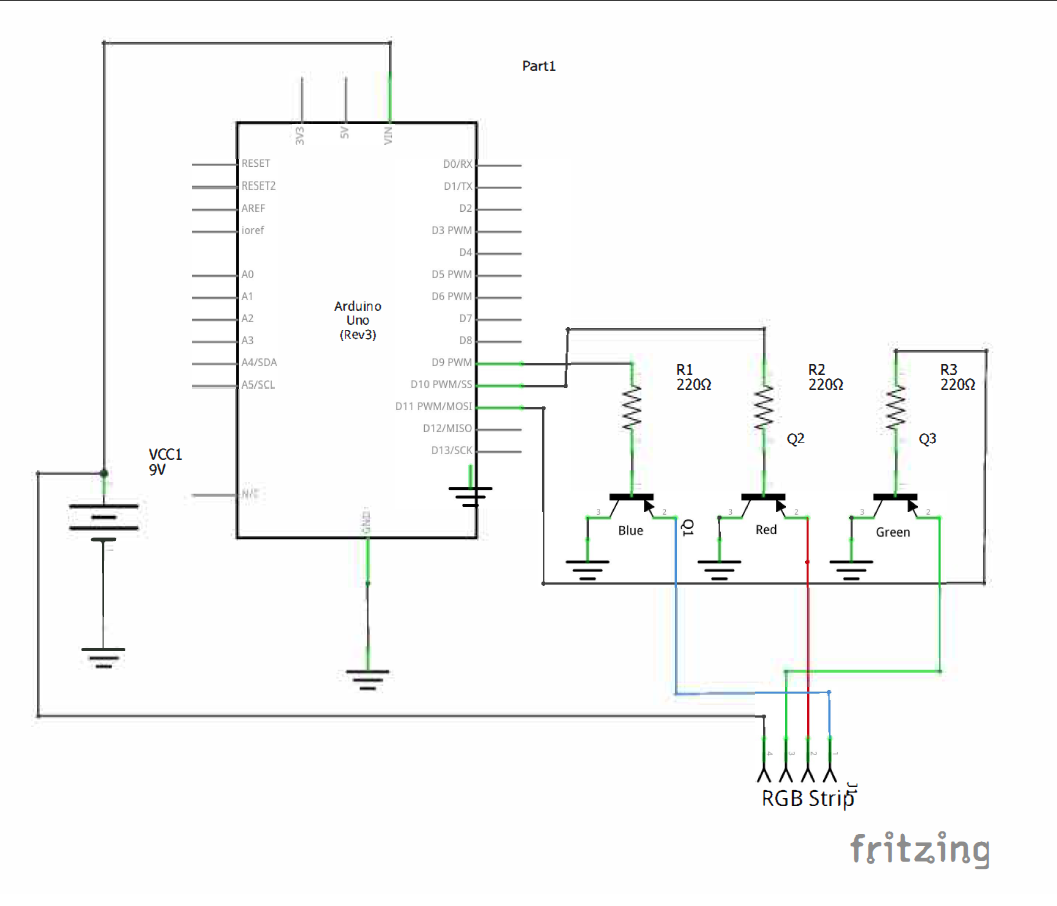 Part1
3V3
5V
VIN
RESET
RESET2
AREF
ioref
A0
A1
A2
A3
A4/SDA
A5/SCL
N/C
D0/RX
D1/TX
D2
D3 PWM
D4
D5 PWM
D6 PWM
D7
D8
D9 PWM
D10 PWM/SS
D11 PWM/MOSI
D12/MISO
D13/SCK
Arduino
Uno
(Rev3)
GND
VCC1
9V
R1
220Ω
R2
220Ω
R3
220Ω
Q2
Q3
3
2
Q1
3
2
3
2
Blue
Red
Green
4
3
2
1
J1
RGB Strip
fritzing